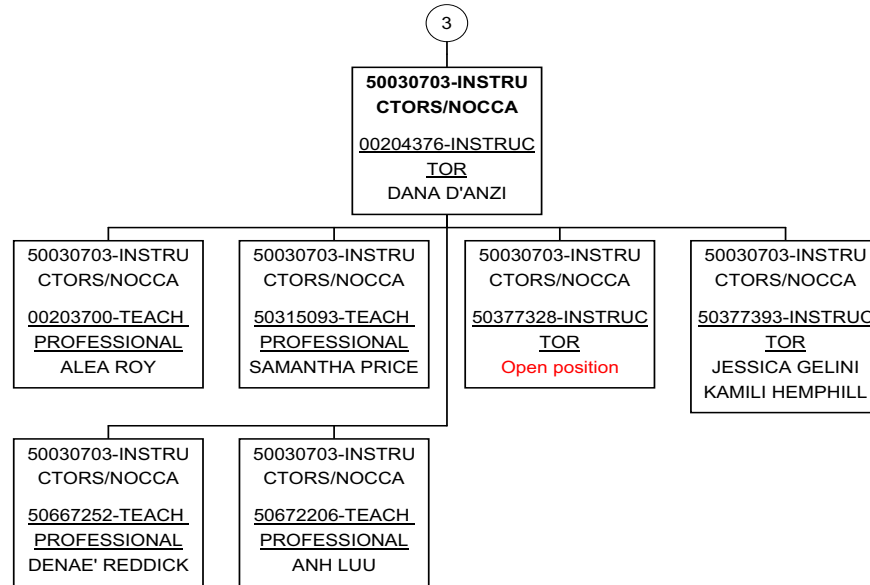 3
50030703-INSTRU
CTORS/NOCCA
00204376-INSTRUC
TOR
DANA D'ANZI
50030703-INSTRU
CTORS/NOCCA
00203700-TEACH
PROFESSIONAL
ALEA ROY
50030703-INSTRU
CTORS/NOCCA
50315093-TEACH
PROFESSIONAL
SAMANTHA PRICE
50030703-INSTRU
CTORS/NOCCA
50377328-INSTRUC
TOR
Open position
50030703-INSTRU
CTORS/NOCCA
50377393-INSTRUC
TOR
JESSICA GELINI
KAMILI HEMPHILL
50030703-INSTRU
CTORS/NOCCA
50667252-TEACH
PROFESSIONAL
DENAE' REDDICK
50030703-INSTRU
CTORS/NOCCA
50672206-TEACH
PROFESSIONAL
ANH LUU